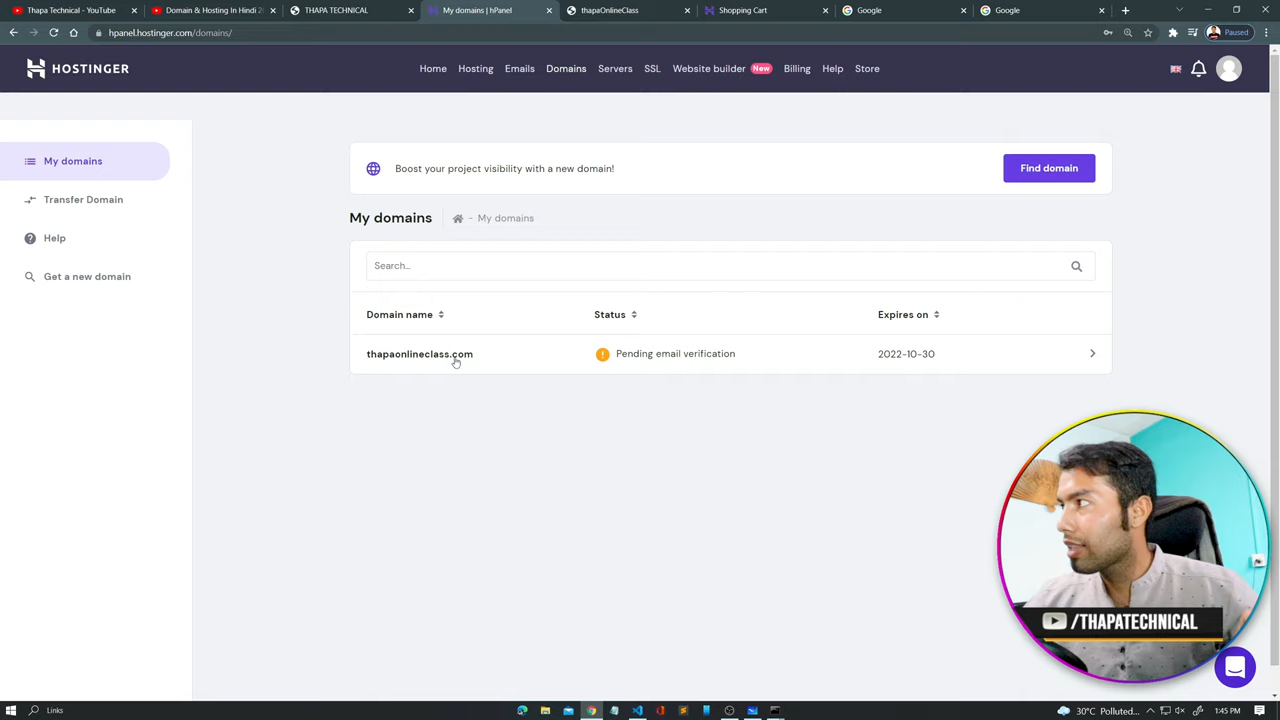 Thapa Technical - YouTube
Domain & Hosting In Hindi 20
THAPA TECHNICAL
My domains | hPanel
thapaOnlineClass
Shopping Cart
Google
Google
hpanel.hostinger.com/domains/
Paused
HOSTINGER
Home
Hosting
Emails
Domains
Servers
SSL
Website builder
New
Billing
Help
Store
My domains
Transfer Domain
Help
Get a new domain
Boost your project visibility with a new domain!
Find domain
My domains
- My domains
Search...
Domain name
Status
Expires on
thapaonlineclass.com
Pending email verification
2022-10-30
/THAPATECHNICAL
Links
30°C Polluted...
1:45 PM